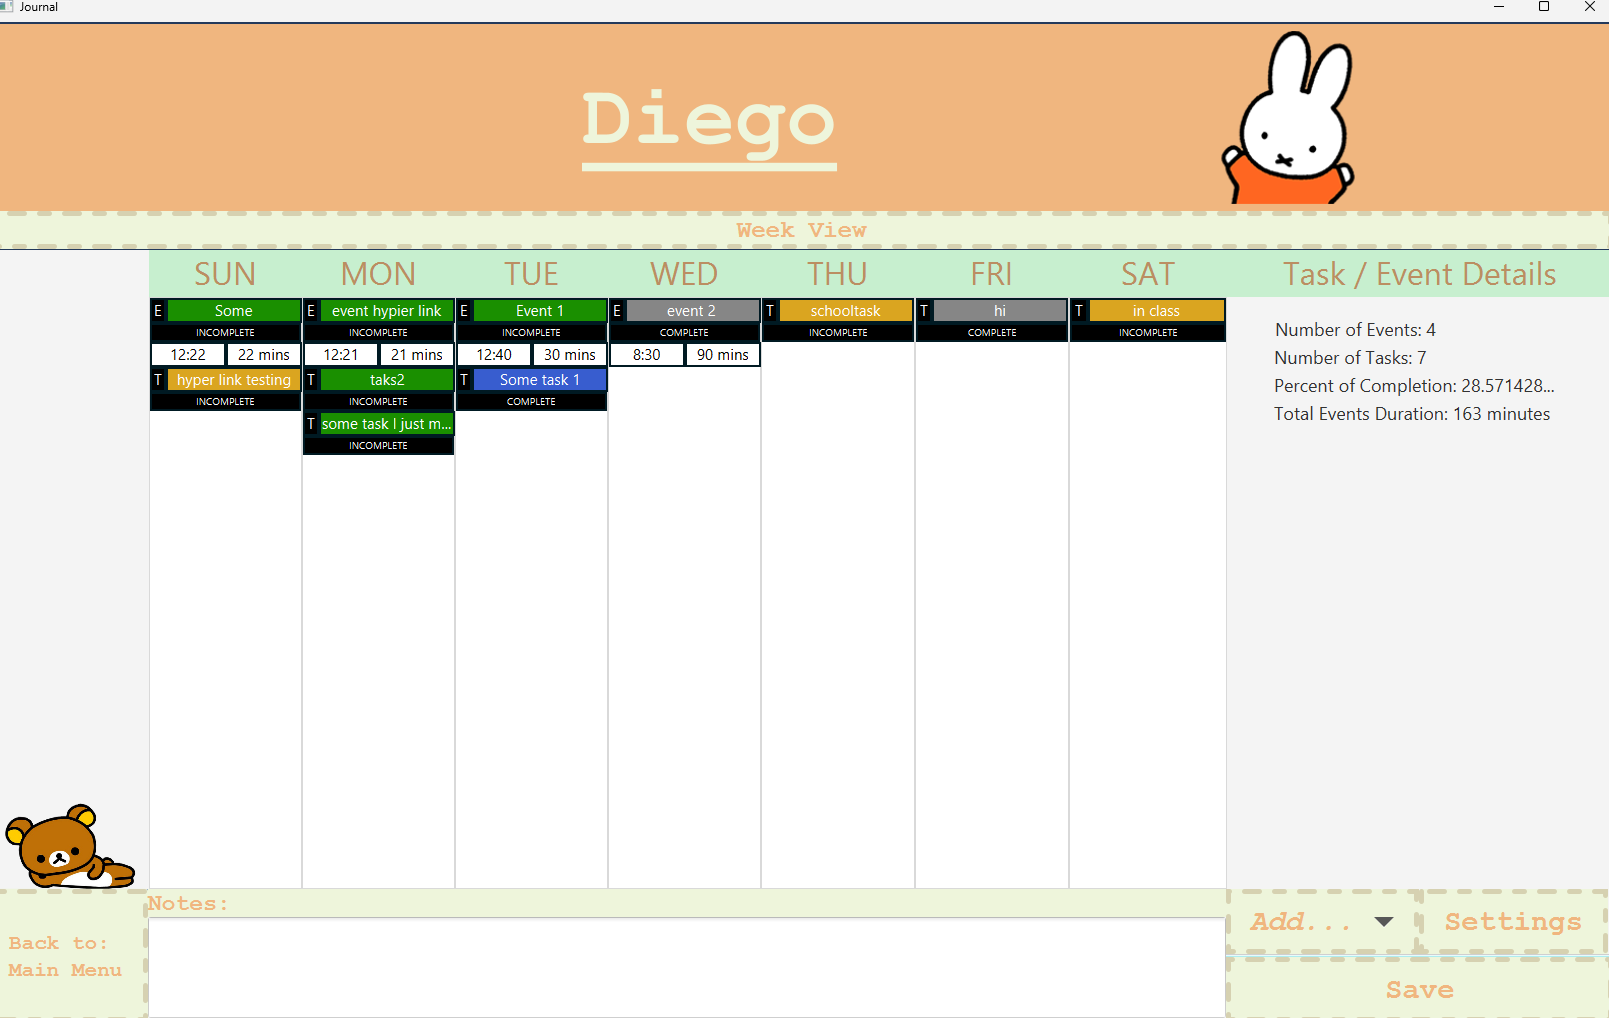 Journal
Diego
Week View
SUN MON TUE WED THU FRI SAT Task / Event Details
E Some E event hypier link E Event 1 E event 2 T schooltask T hi T in class
INCOMPLETE INCOMPLETE INCOMPLETE COMPLETE INCOMPLETE COMPLETE INCOMPLETE
12:22 22 mins 12:21 21 mins 12:40 30 mins 8:30 90 mins
T hyper link testing T taks2 T Some task 1
INCOMPLETE INCOMPLETE COMPLETE
T some task I just m...
INCOMPLETE
Number of Events: 4
Number of Tasks: 7
Percent of Completion: 28.571428...
Total Events Duration: 163 minutes
Notes:
Back to:
Main Menu
Add... Settings
Save